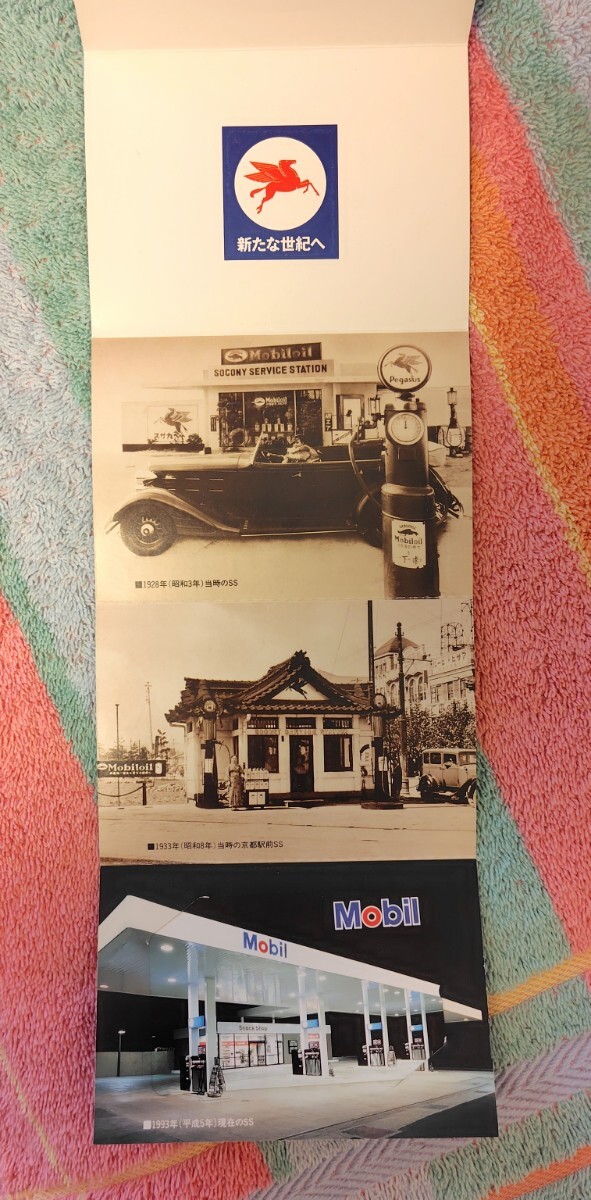 新たな世紀へ
Mobiloil
SOCONY SERVICE STATION
Pegasus
Mobiloil
Mobiloil
■1928年(昭和3年)当時のSS
Mobiloil
■1933年(昭和8年)当時の京都駅前SS
Mobil
Mobil
Snack Shop
■1993年(平成5年)現在のSS